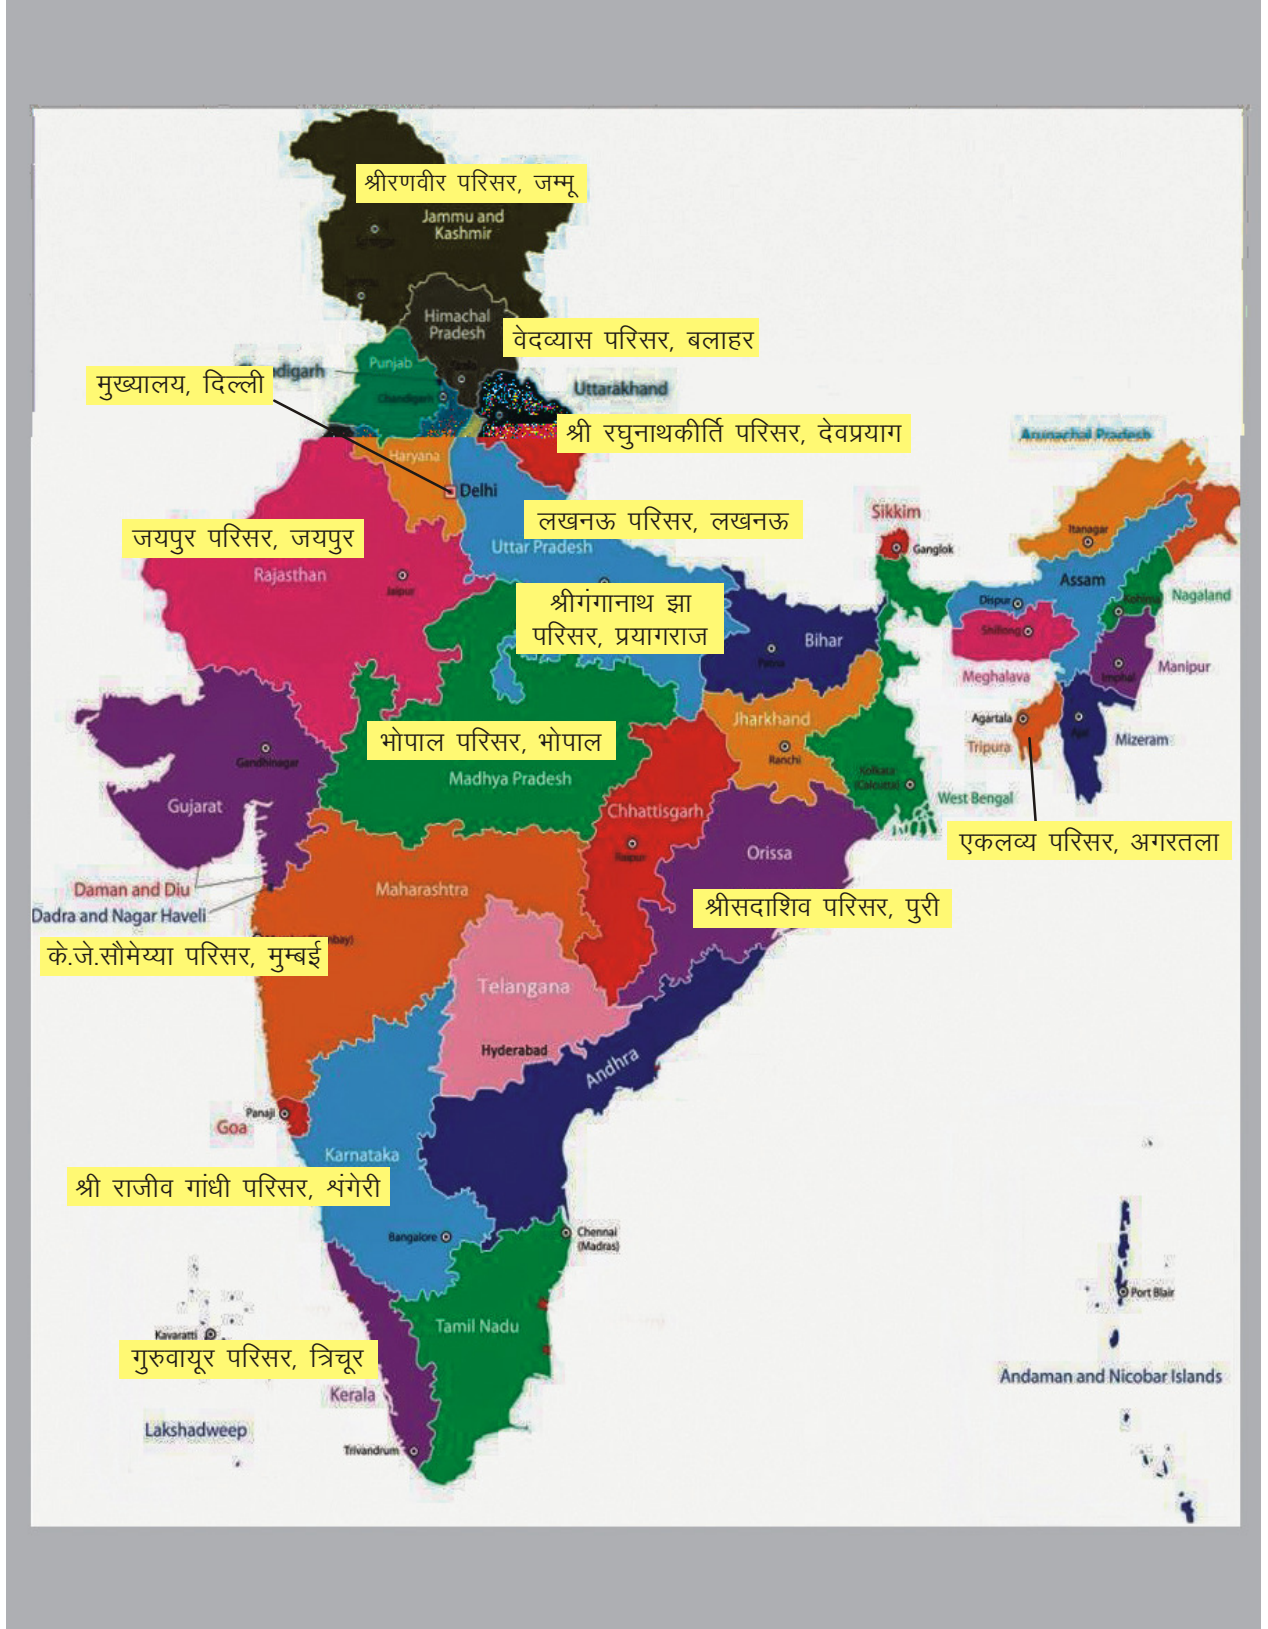 श्रीरणवीर परिसर, जम्मू
Jammu and
Kashmir
Himachal
Pradesh
वेदव्यास परिसर, बलाहर
Punjab
मुख्यालय, दिल्ली
Chandigarh
Uttarakhand
श्री रघुनाथकीर्ति परिसर, देवप्रयाग
Arunachal Pradesh
Haryana
Delhi
लखनऊ परिसर, लखनऊ
Sikkim
जयपुर परिसर, जयपुर
Uttar Pradesh
Itanagar
Ganglok
Rajasthan
Jaipur
Assam
श्रीगंगानाथ झा
परिसर, प्रयागराज
Dispur
Kohima
Nagaland
Bihar
Patna
Shillong
Meghalava
Imphal
Manipur
Jharkhand
Agartala
Tripura
Mizeram
भोपाल परिसर, भोपाल
Madhya Pradesh
Gandhinagar
Ranchi
Gujarat
Kolkata
(Calcutta)
West Bengal
Chhattisgarh
Raipur
एकलव्य परिसर, अगरतला
Orissa
Daman and Diu
Maharashtra
Dadra and Nagar Haveli
श्रीसदाशिव परिसर, पुरी
के.जे.सौमेय्या परिसर, मुम्बई
Telangana
Hyderabad
Andhra
Panaji
Goa
Karnataka
श्री राजीव गांधी परिसर, श्रंगेरी
Bangalore
Chennai
(Madras)
Port Blair
Tamil Nadu
Kavaratti
गुरुवायूर परिसर, त्रिचूर
Kerala
Andaman and Nicobar Islands
Lakshadweep
Trivandrum